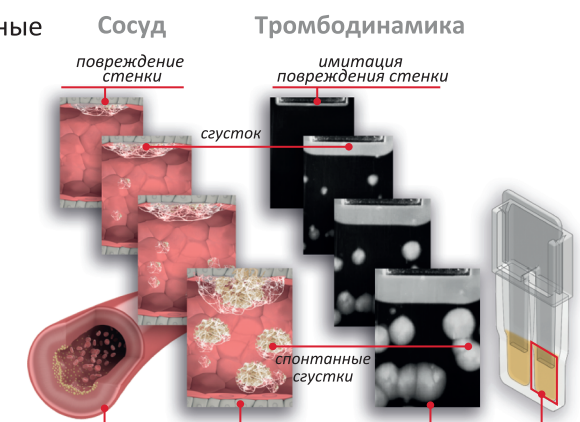 ные
Сосуд
Тромбодинамика
повреждение
стенки
имитация
повреждения стенки
сгусток
спонтанные
сгустки